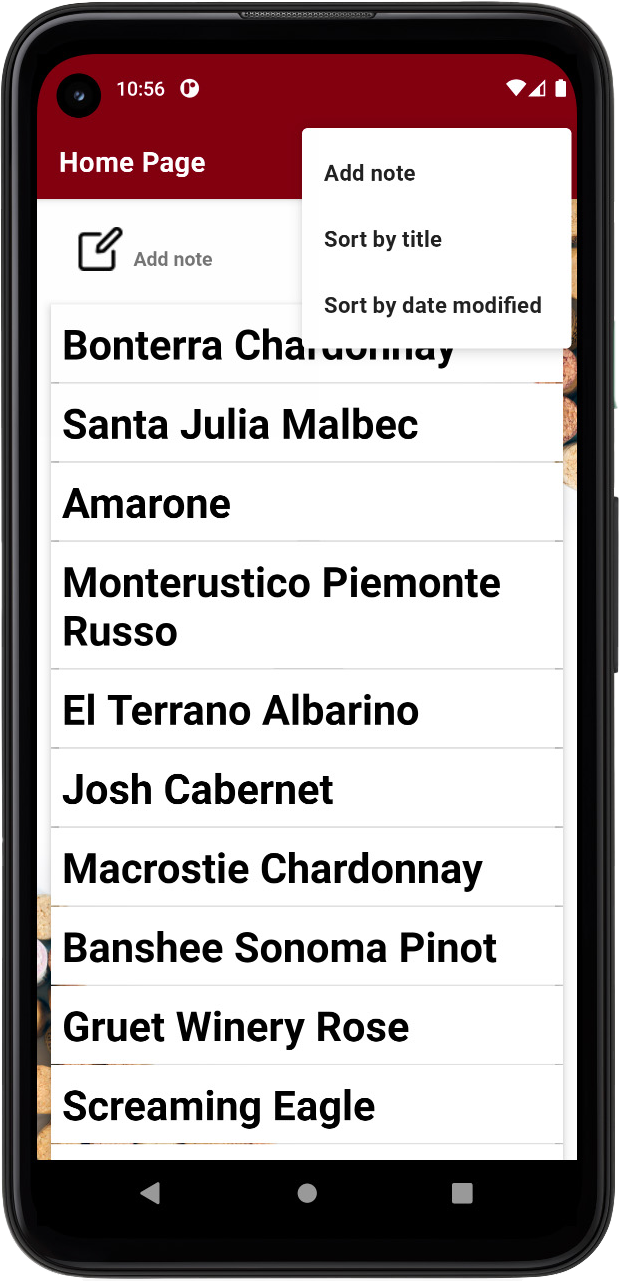 10:56
Home Page
Add note
Sort by title
Sort by date modified
Add note
Bonterra Chardonnay
Santa Julia Malbec
Amarone
Monterustico Piemonte
Russo
El Terrano Albarino
Josh Cabernet
Macrostie Chardonnay
Banshee Sonoma Pinot
Gruet Winery Rose
Screaming Eagle